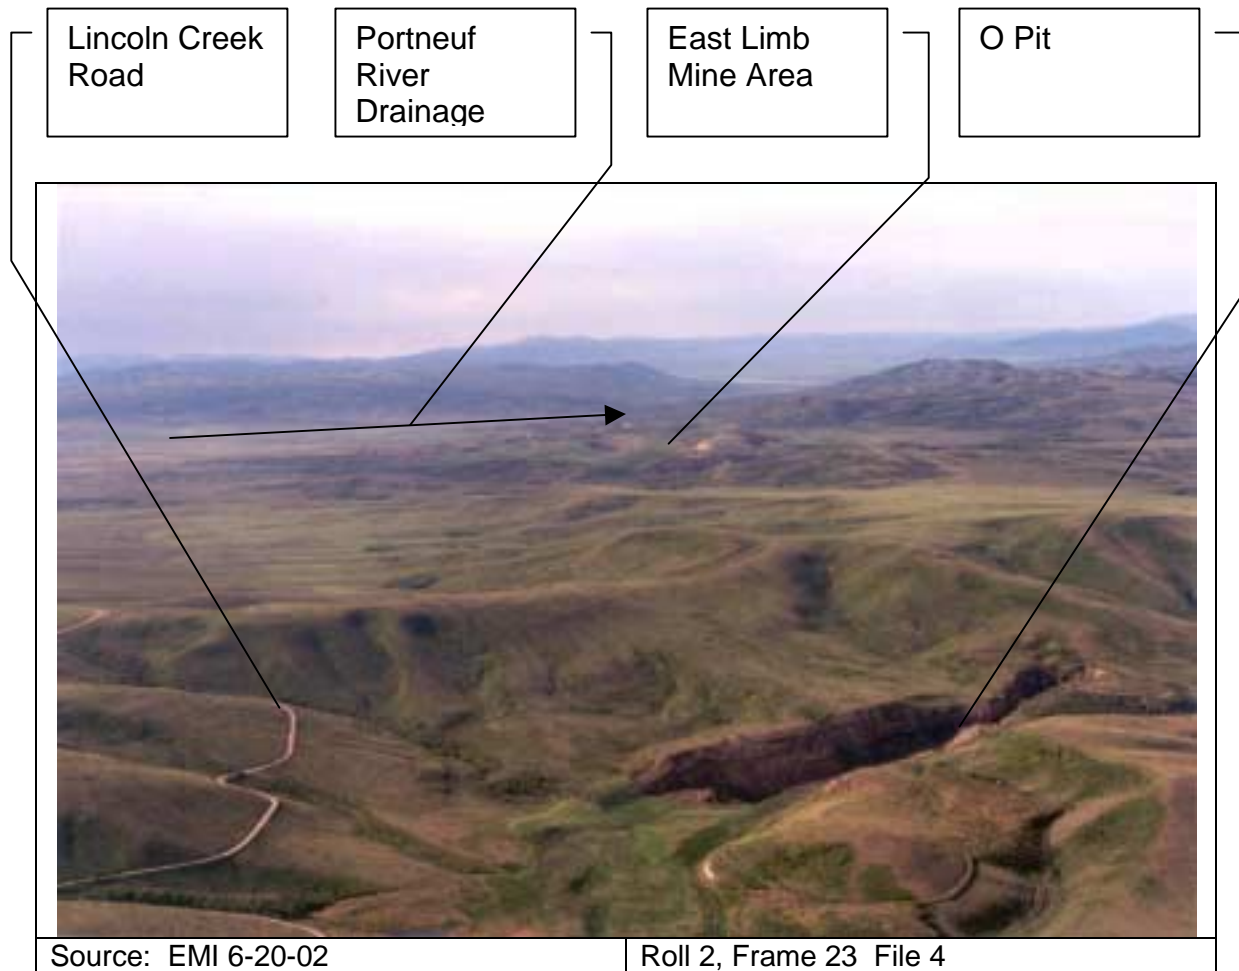 Lincoln Creek
Road
Portneuf
River
Drainage
East Limb
Mine Area
O Pit
Source: EMI 6-20-02
Roll 2, Frame 23 File 4